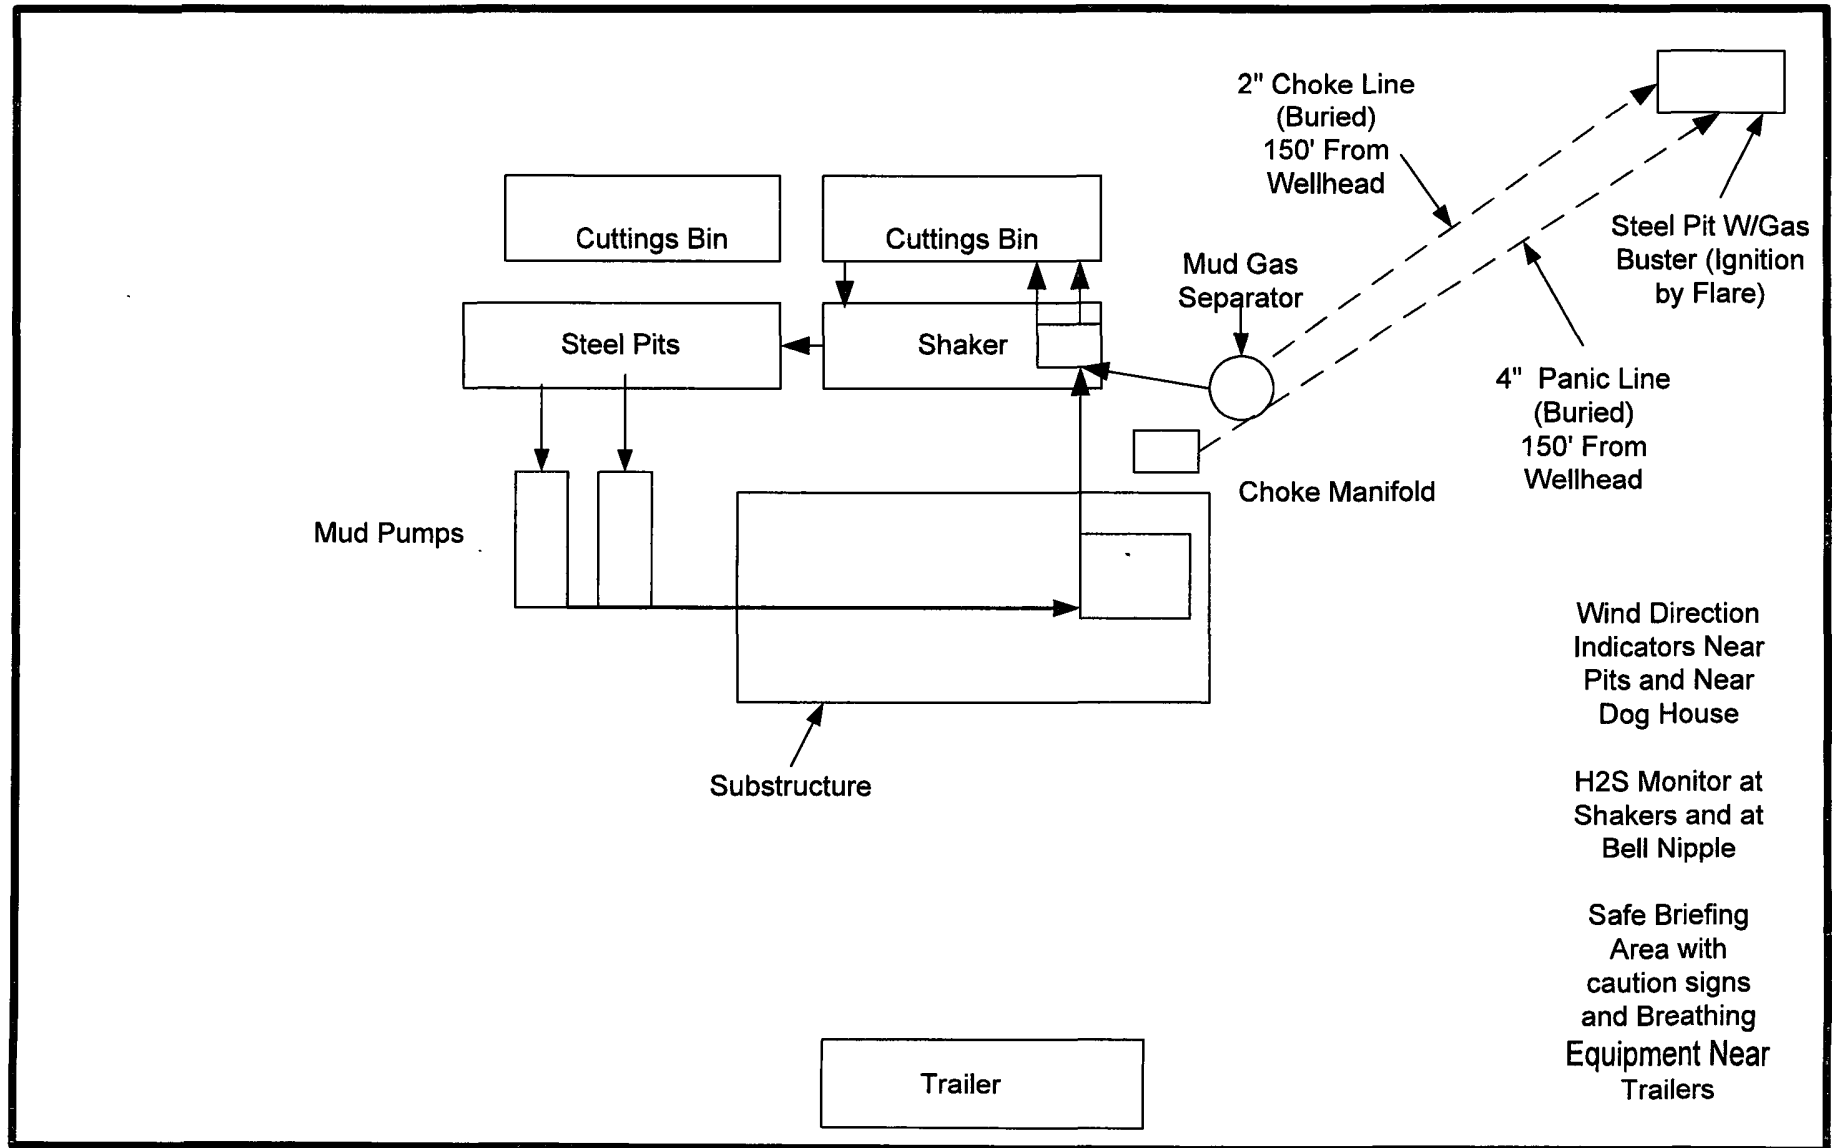 2" Choke Line
(Buried)
150' From
Wellhead
Steel Pit W/Gas
Buster (Ignition
by Flare)
Cuttings Bin
Cuttings Bin
Mud Gas
Separator
Steel Pits
Shaker
4"  Panic Line
(Buried)
150' From
Wellhead
Choke Manifold
Mud Pumps
Substructure
Wind Direction
Indicators Near
Pits and Near
Dog House
H2S Monitor at
Shakers and at
Bell Nipple
Safe Briefing
Area with
caution signs
and Breathing
Equipment Near
Trailers
Trailer